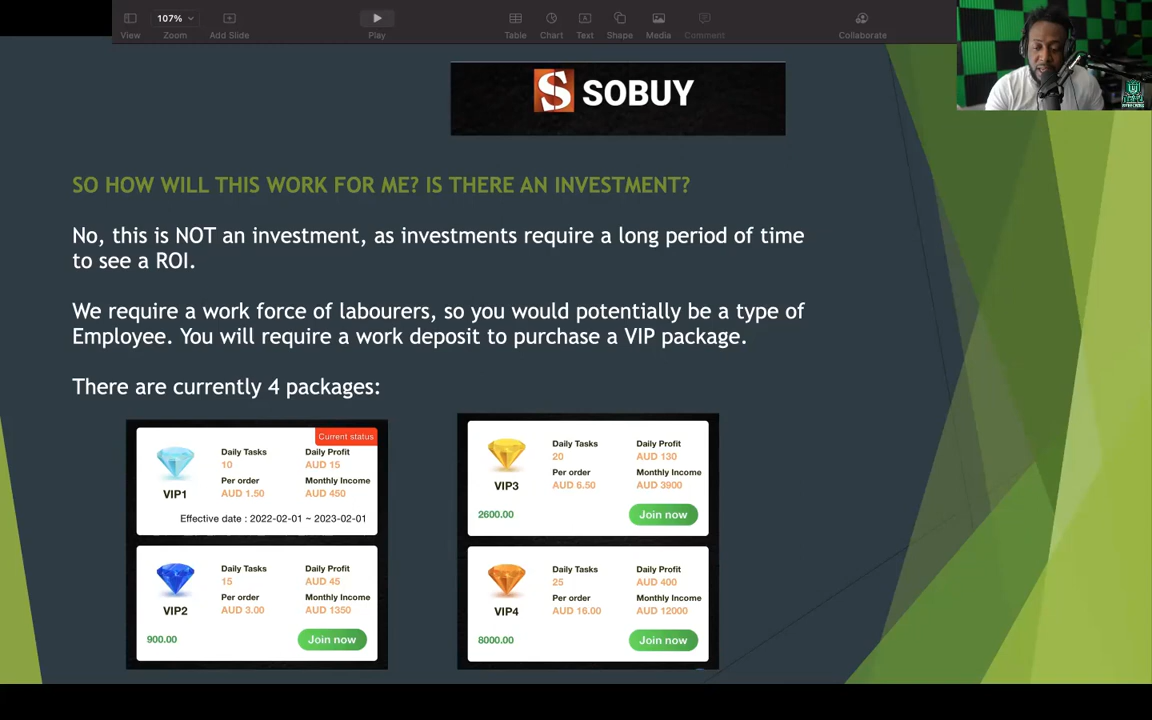 107%
View
Zoom
Add Slide
Play
Table
Chart
Text
Shape
Media
Comment
Collaborate
S SOBUY
SO HOW WILL THIS WORK FOR ME? IS THERE AN INVESTMENT?
No, this is NOT an investment, as investments require a long period of time
to see a ROI.
We require a work force of labourers, so you would potentially be a type of
Employee. You will require a work deposit to purchase a VIP package.
There are currently 4 packages:
Current status
Daily Tasks Daily Profit
10 AUD 15
Per order Monthly Income
VIP1 AUD 1.50 AUD 450
Effective date : 2022-02-01 ~ 2023-02-01
Daily Tasks Daily Profit
15 AUD 45
Per order Monthly Income
VIP2 AUD 3.00 AUD 1350
900.00 Join now
Daily Tasks Daily Profit
20 AUD 130
Per order Monthly Income
VIP3 AUD 6.50 AUD 3900
2600.00 Join now
Daily Tasks Daily Profit
25 AUD 400
Per order Monthly Income
VIP4 AUD 16.00 AUD 12000
8000.00 Join now